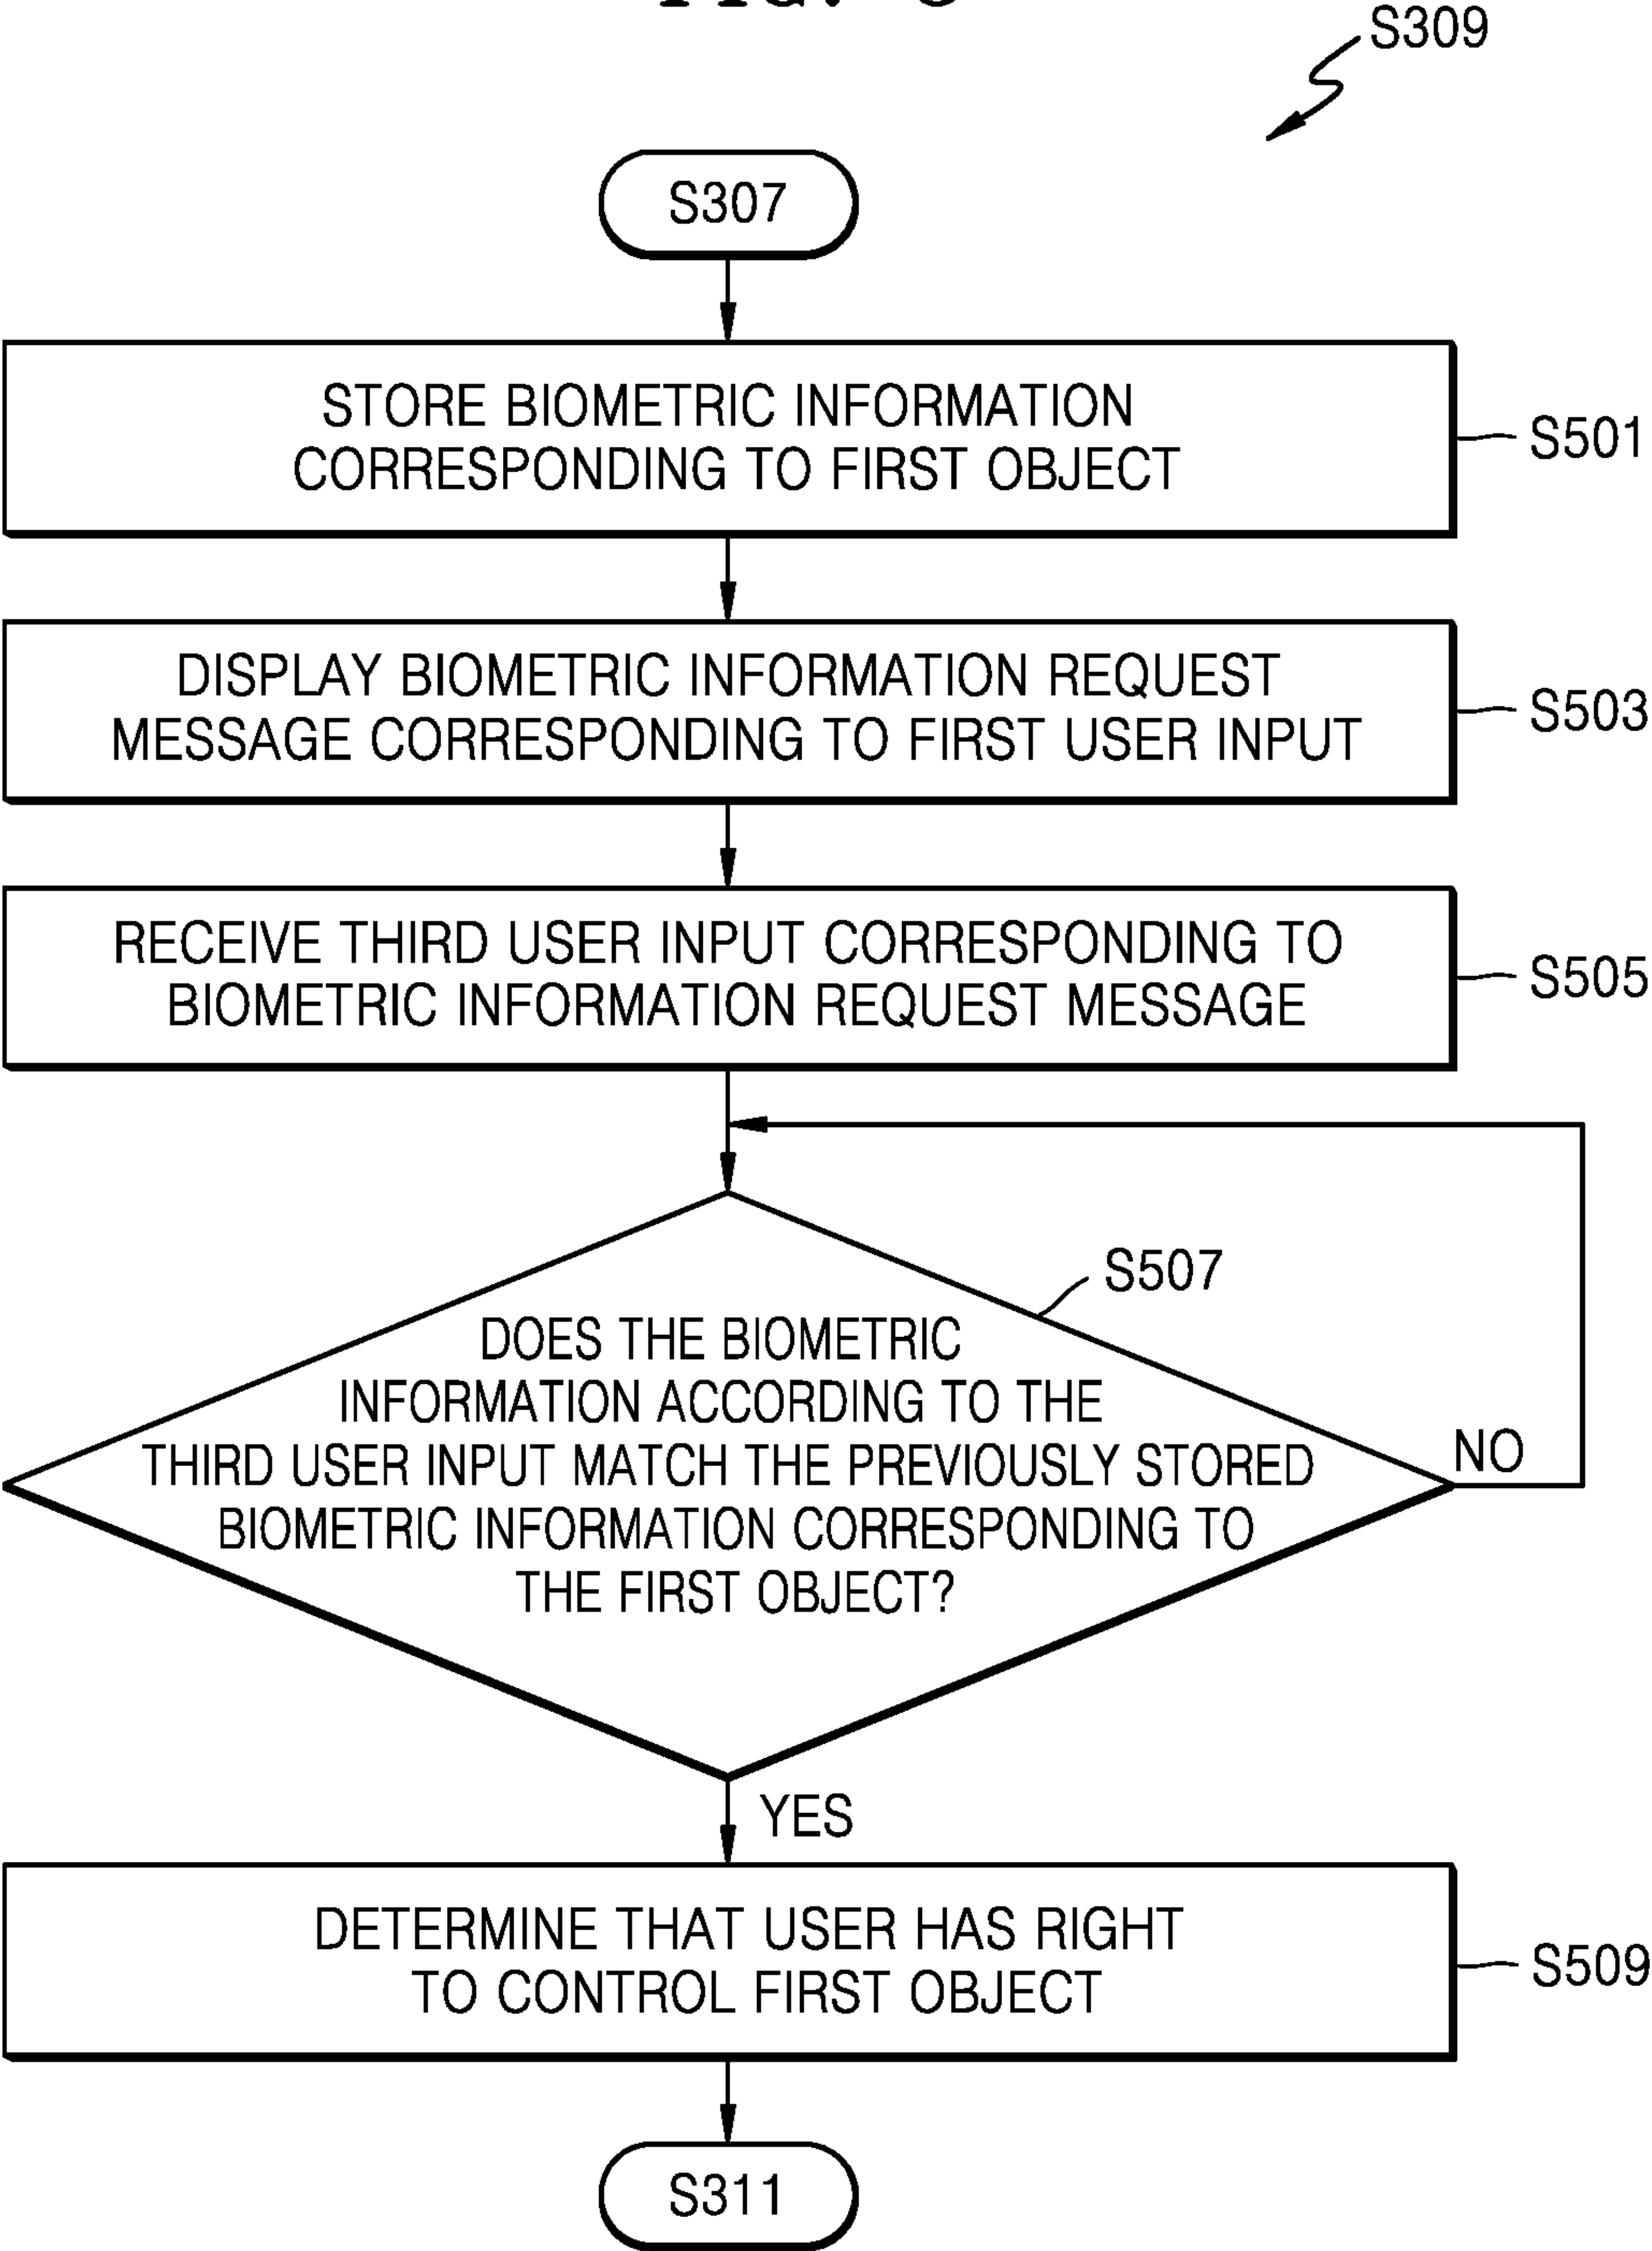 S309
S307
STORE BIOMETRIC INFORMATION
CORRESPONDING TO FIRST OBJECT
S501
DISPLAY BIOMETRIC INFORMATION REQUEST
MESSAGE CORRESPONDING TO FIRST USER INPUT
S503
RECEIVE THIRD USER INPUT CORRESPONDING TO
BIOMETRIC INFORMATION REQUEST MESSAGE
S505
S507
DOES THE BIOMETRIC
INFORMATION ACCORDING TO THE
THIRD USER INPUT MATCH THE PREVIOUSLY STORED
BIOMETRIC INFORMATION CORRESPONDING TO
THE FIRST OBJECT?
NO
YES
DETERMINE THAT USER HAS RIGHT
TO CONTROL FIRST OBJECT
S509
S311